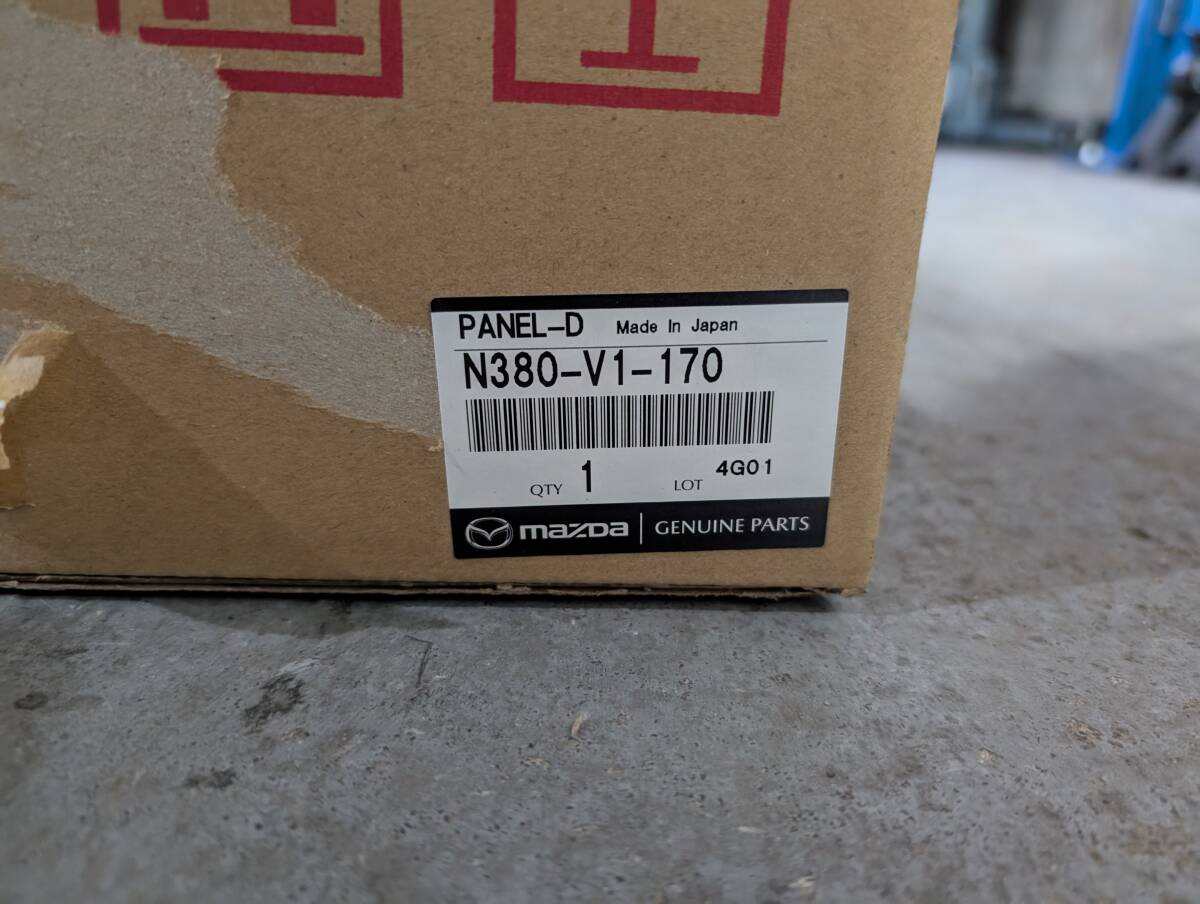 PANEL-D Made In Japan
N380-V1-170
QTY 1 LOT 4G01
mazda GENUINE PARTS